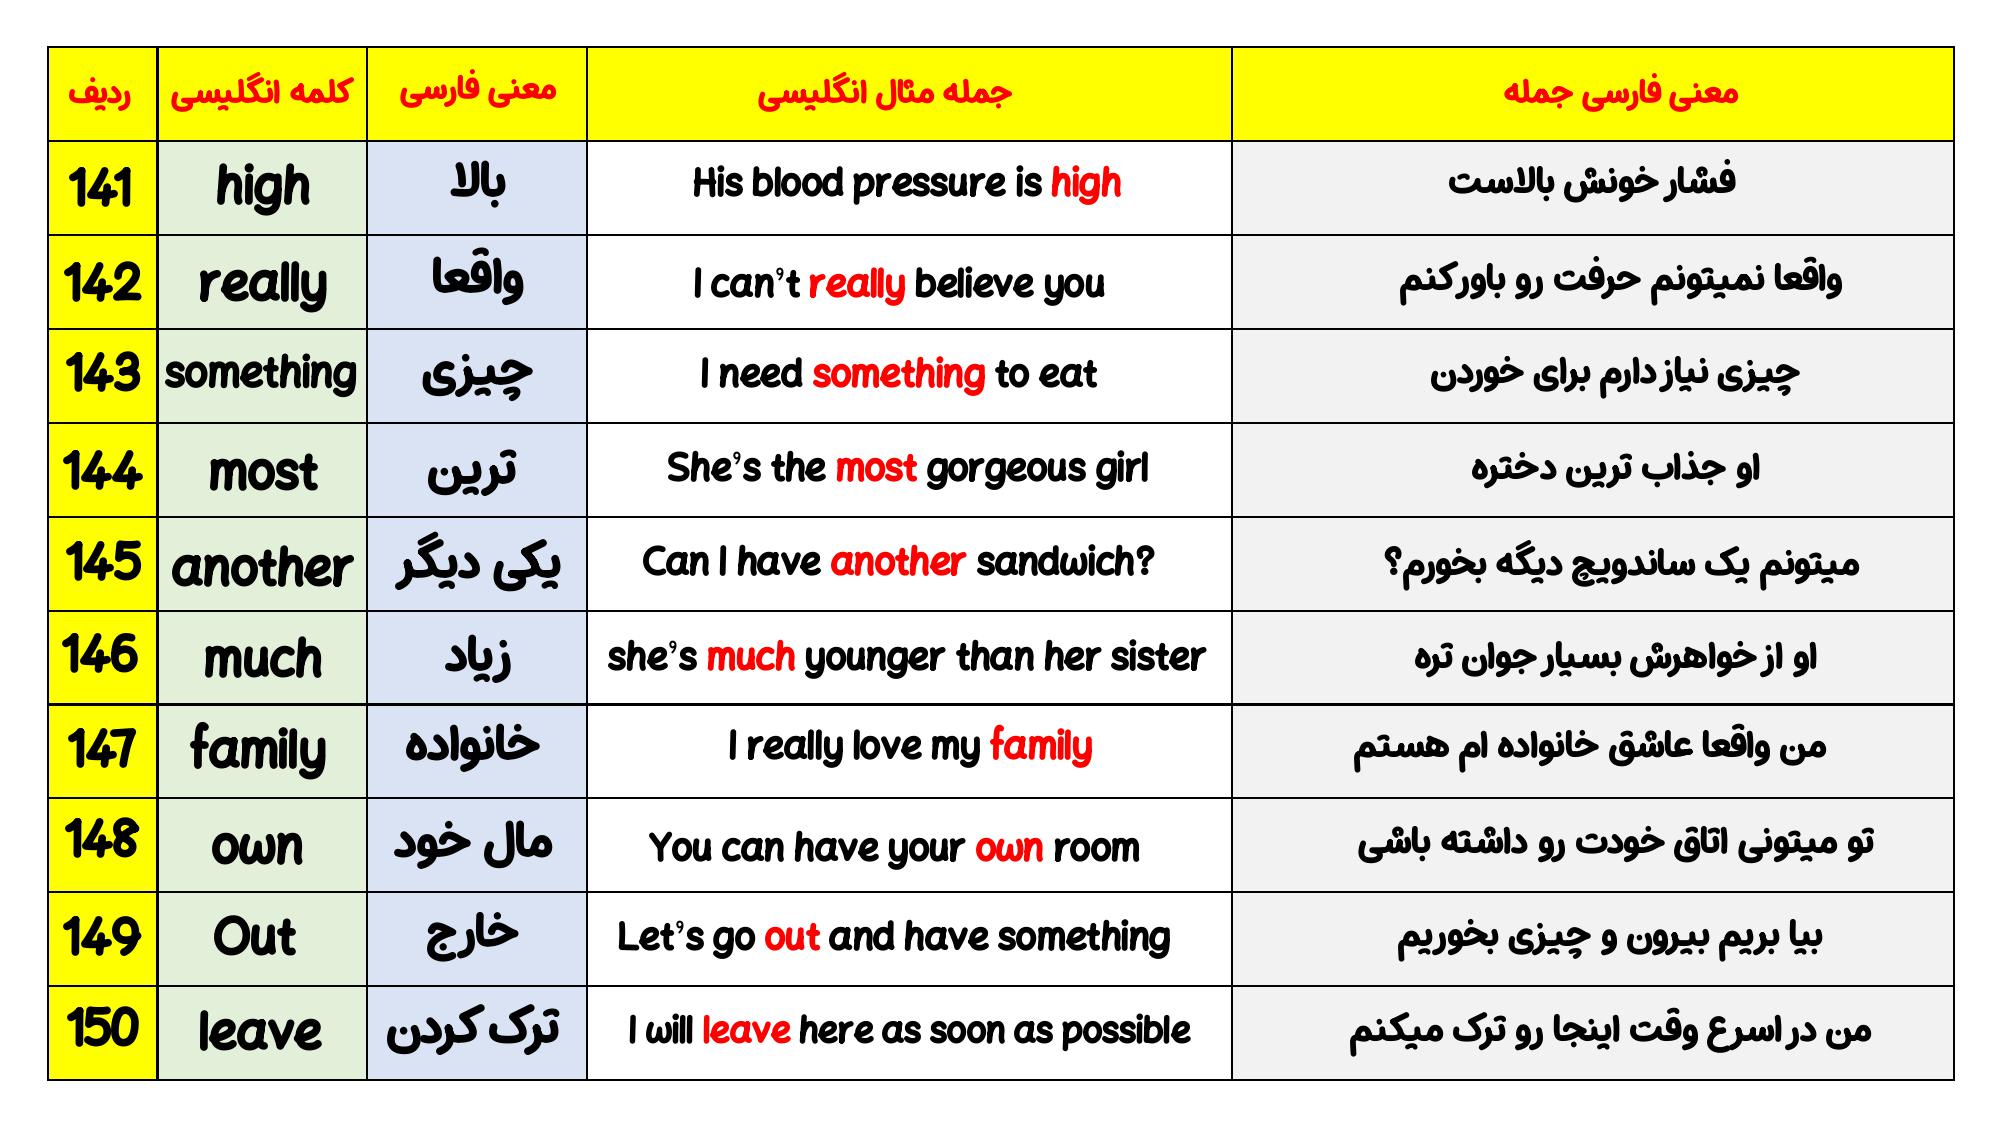 ردیف کلمه انگلیسی معنی فارسی جمله مثال انگلیسی معنی فارسی جمله
141 high بالا His blood pressure is high فشار خونش بالاست
142 really واقعا I can't really believe you واقعا نمیتونم حرفت رو باور کنم
143 something چیزی I need something to eat چیزی نیاز دارم برای خوردن
144 most ترین She's the most gorgeous girl او جذاب ترین دختره
145 another یکی دیگر Can I have another sandwich? میتونم یک ساندویچ دیگه بخورم؟
146 much زیاد she's much younger than her sister او از خواهرش بسیار جوان تره
147 family خانواده I really love my family من واقعا عاشق خانواده ام هستم
148 own مال خود You can have your own room تو میتونی اتاق خودت رو داشته باشی
149 Out خارج Let's go out and have something بیا بریم بیرون و چیزی بخوریم
150 leave ترک کردن I will leave here as soon as possible من در اسرع وقت اینجا رو ترک میکنم